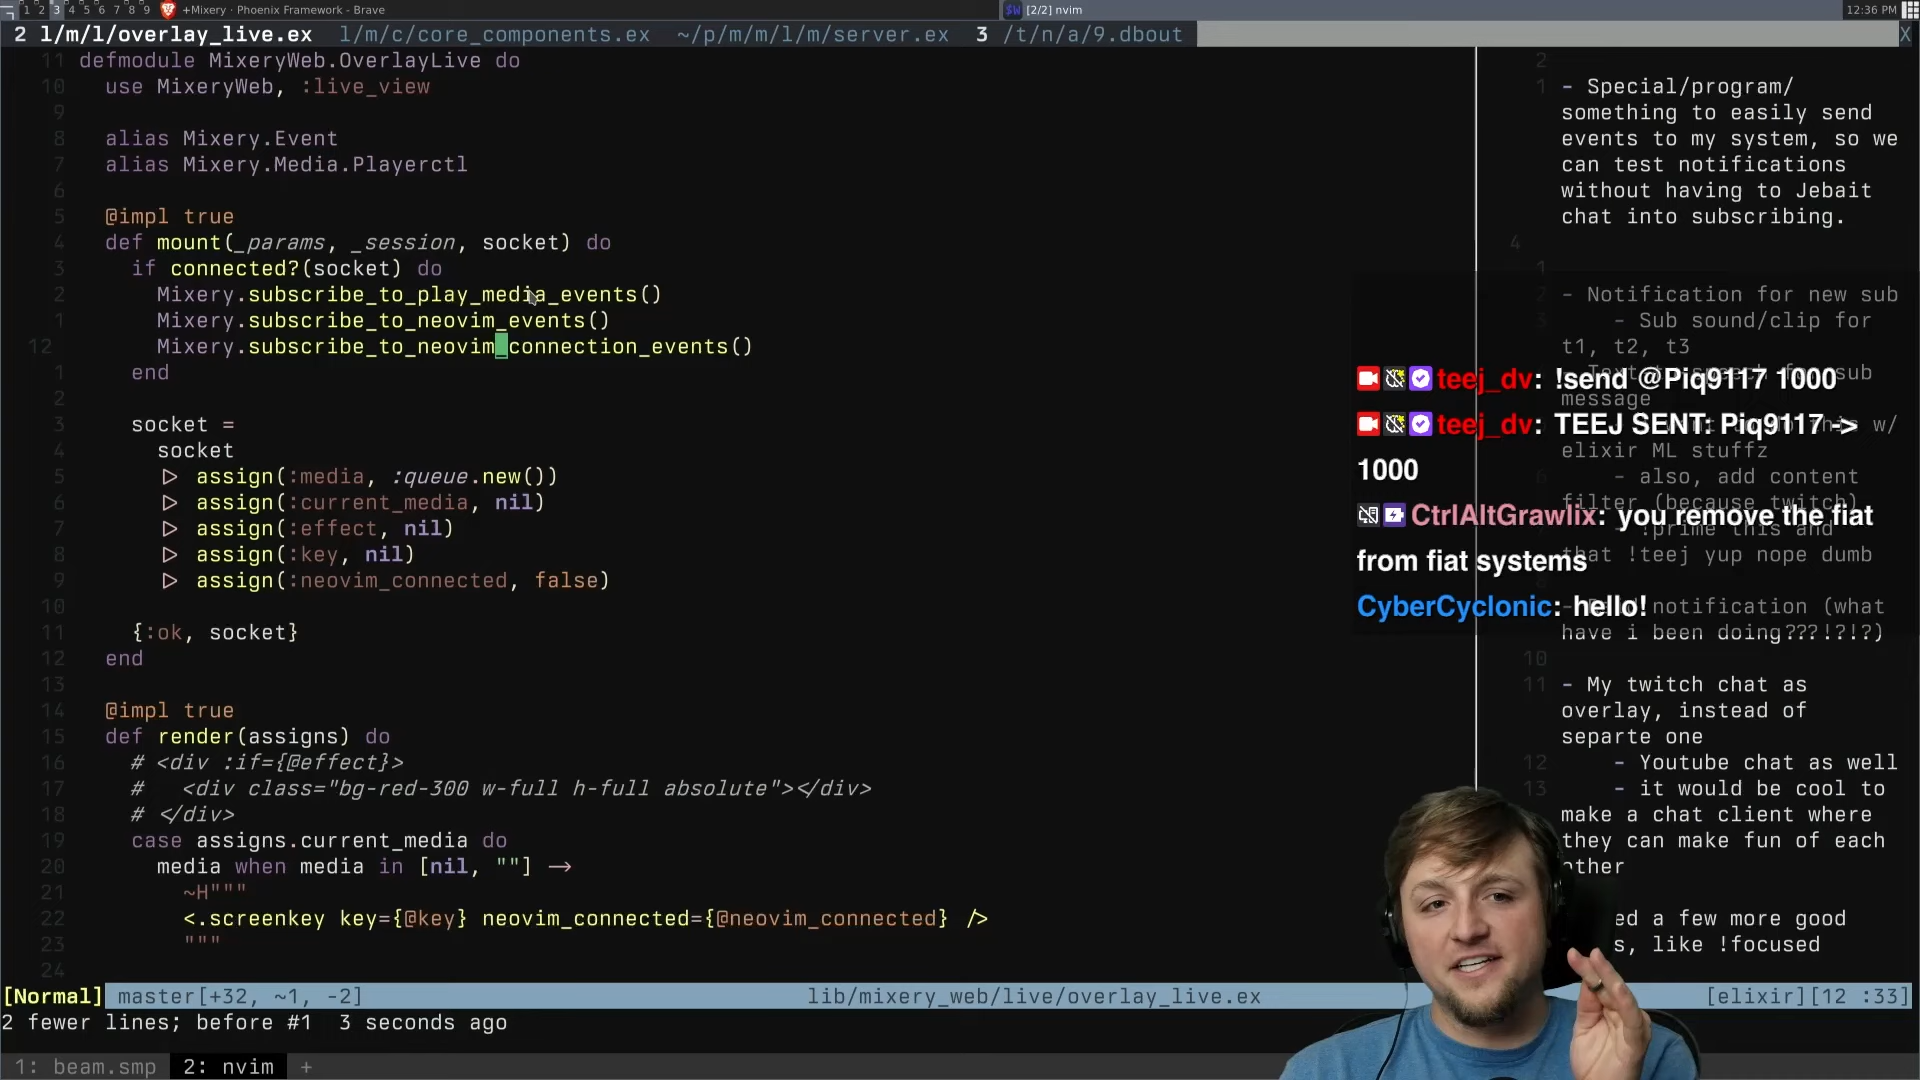 1 2 3 4 5 6 7 8 9 +Mixery · Phoenix Framework - Brave
$W [2/2] nvim
12:36 PM
2 l/m/l/overlay_live.ex l/m/c/core_components.ex ~/p/m/m/l/m/server.ex 3 /t/n/a/9.dbout X
11 defmodule MixeryWeb.OverlayLive do
10 use MixeryWeb, :live_view
9
8 alias Mixery.Event
7 alias Mixery.Media.Playerctl
6
5 @impl true
4 def mount(_params, _session, socket) do
3 if connected?(socket) do
2 Mixery.subscribe_to_play_media_events()
1 Mixery.subscribe_to_neovim_events()
12 Mixery.subscribe_to_neovim_connection_events()
1 end
2
3 socket =
4 socket
5 |> assign(:media, :queue.new())
6 |> assign(:current_media, nil)
7 |> assign(:effect, nil)
8 |> assign(:key, nil)
9 |> assign(:neovim_connected, false)
10
11 {:ok, socket}
12 end
13
14 @impl true
15 def render(assigns) do
16 # <div :if={@effect}>
17 # <div class="bg-red-300 w-full h-full absolute"></div>
18 # </div>
19 case assigns.current_media do
20 media when media in [nil, ""] ->
21 ~H"""
22 <.screenkey key={@key} neovim_connected={@neovim_connected} />
23 """
24
2
1 - Special/program/
something to easily send
events to my system, so we
can test notifications
without having to Jebait
chat into subscribing.
4
1
2 - Notification for new sub
3 - Sub sound/clip for
t1, t2, t3
sub
message
this w/
elixir ML stuffz
6 - also, add content
filter (because twitch)
- !prime this and
that !teej yup nope dumb
8
notification (what
have i been doing???!?!?)
10
11 - My twitch chat as
overlay, instead of
separte one
12 - Youtube chat as well
13 - it would be cool to
make a chat client where
they can make fun of each
other
ed a few more good
s, like !focused
teej_dv: !send @Piq9117 1000
teej_dv: TEEJ SENT: Piq9117 ->
1000
CtrlAltGrawlix: you remove the fiat
from fiat systems
CyberCyclonic: hello!
[Normal] master[+32, ~1, -2] lib/mixery_web/live/overlay_live.ex [elixir][12 :33]
2 fewer lines; before #1 3 seconds ago
1: beam.smp 2: nvim +